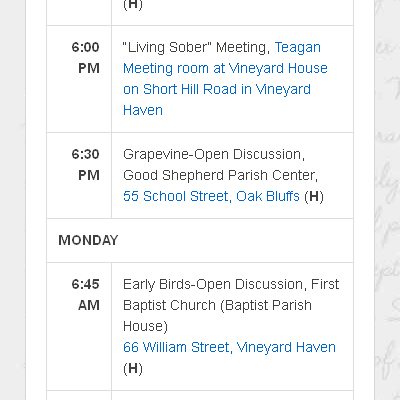 (H)
6:00 PM
"Living Sober" Meeting, Teagan
Meeting room at Vineyard House
on Short Hill Road in Vineyard
Haven
6:30 PM
Grapevine-Open Discussion,
Good Shepherd Parish Center,
55 School Street, Oak Bluffs (H)
MONDAY
6:45 AM
Early Birds-Open Discussion, First
Baptist Church (Baptist Parish
House)
66 William Street, Vineyard Haven
(H)